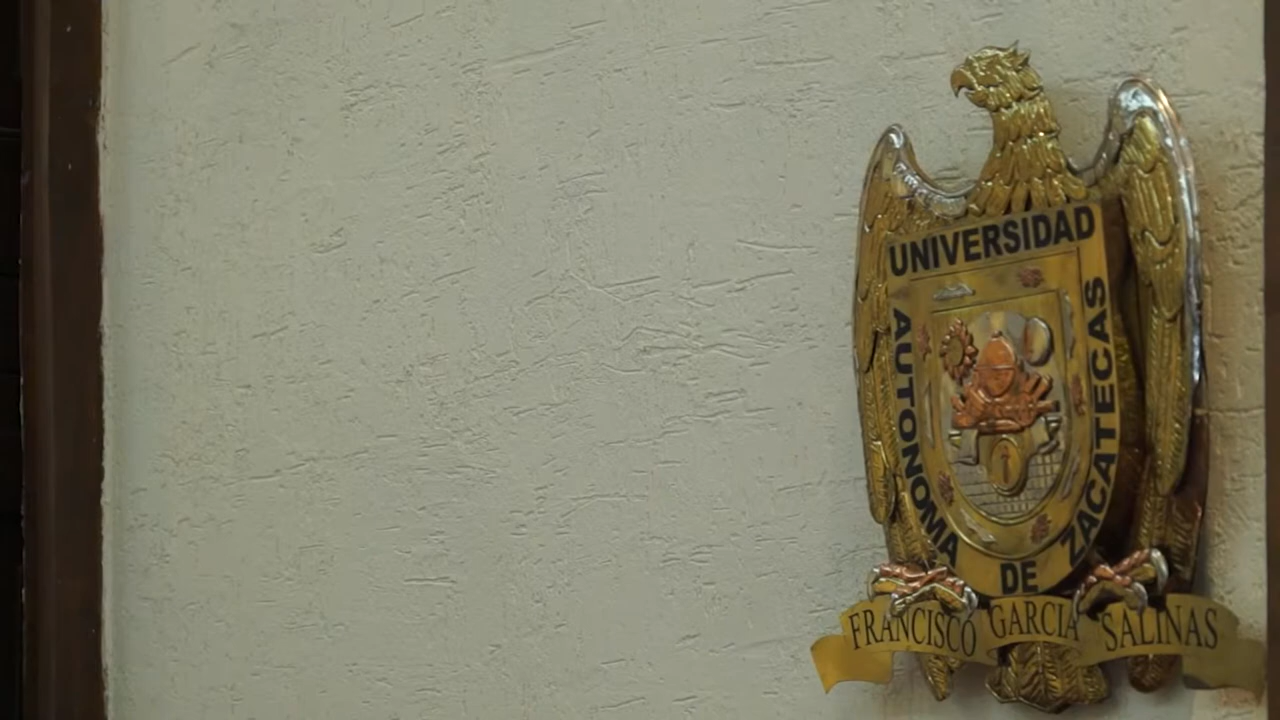 UNIVERSIDAD
AUTONOMA
DE
ZACATECAS
FRANCISCO GARCIA SALINAS